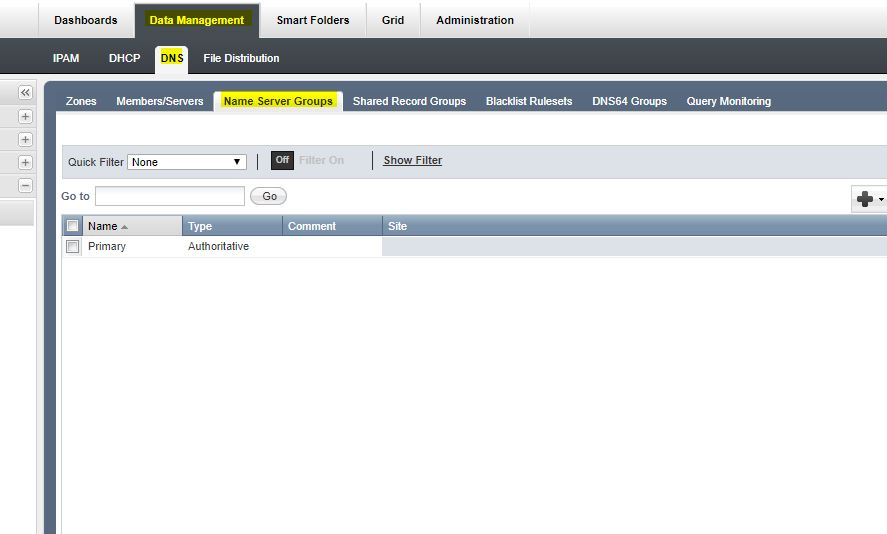 Dashboards Data Management Smart Folders Grid Administration
IPAM DHCP DNS File Distribution
Zones Members/Servers Name Server Groups Shared Record Groups Blacklist Rulesets DNS64 Groups Query Monitoring
Quick Filter None Off Filter On Show Filter
Go to Go
Name Type Comment Site
Primary Authoritative